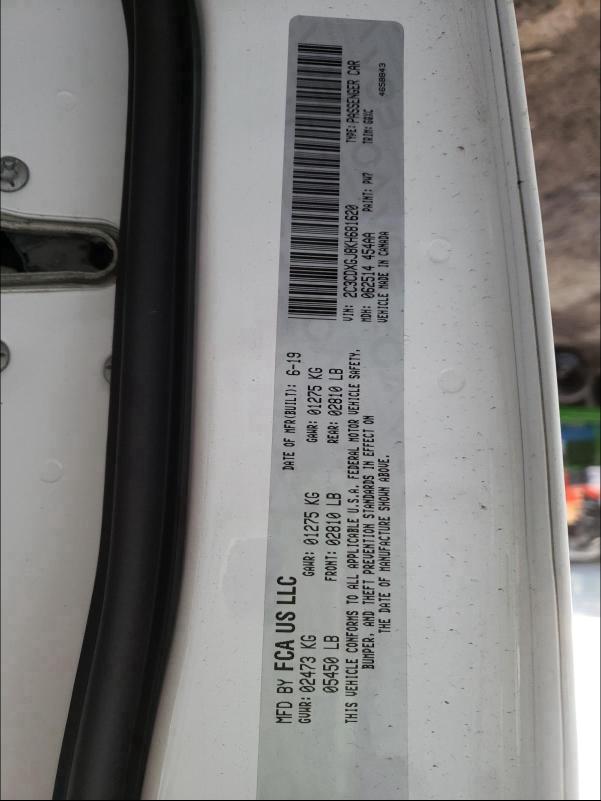 MFD BY FCA US LLC
DATE OF MFR(BUILT): 6-19
GVWR: 02473 KG
GAWR: 01275 KG
GAWR: 01275 KG
05450 LB
FRONT: 02810 LB
REAR: 02810 LB
THIS VEHICLE CONFORMS TO ALL APPLICABLE U.S.A. FEDERAL MOTOR VEHICLE SAFETY,
BUMPER, AND THEFT PREVENTION STANDARDS IN EFFECT ON
THE DATE OF MANUFACTURE SHOWN ABOVE.
VIN: 2C3CDXGJ8KH681620
TYPE: PASSENGER CAR
MDH: 062514 454AA
PAINT: PW7
TRIM: GRXC
VEHICLE MADE IN CANADA
4658843